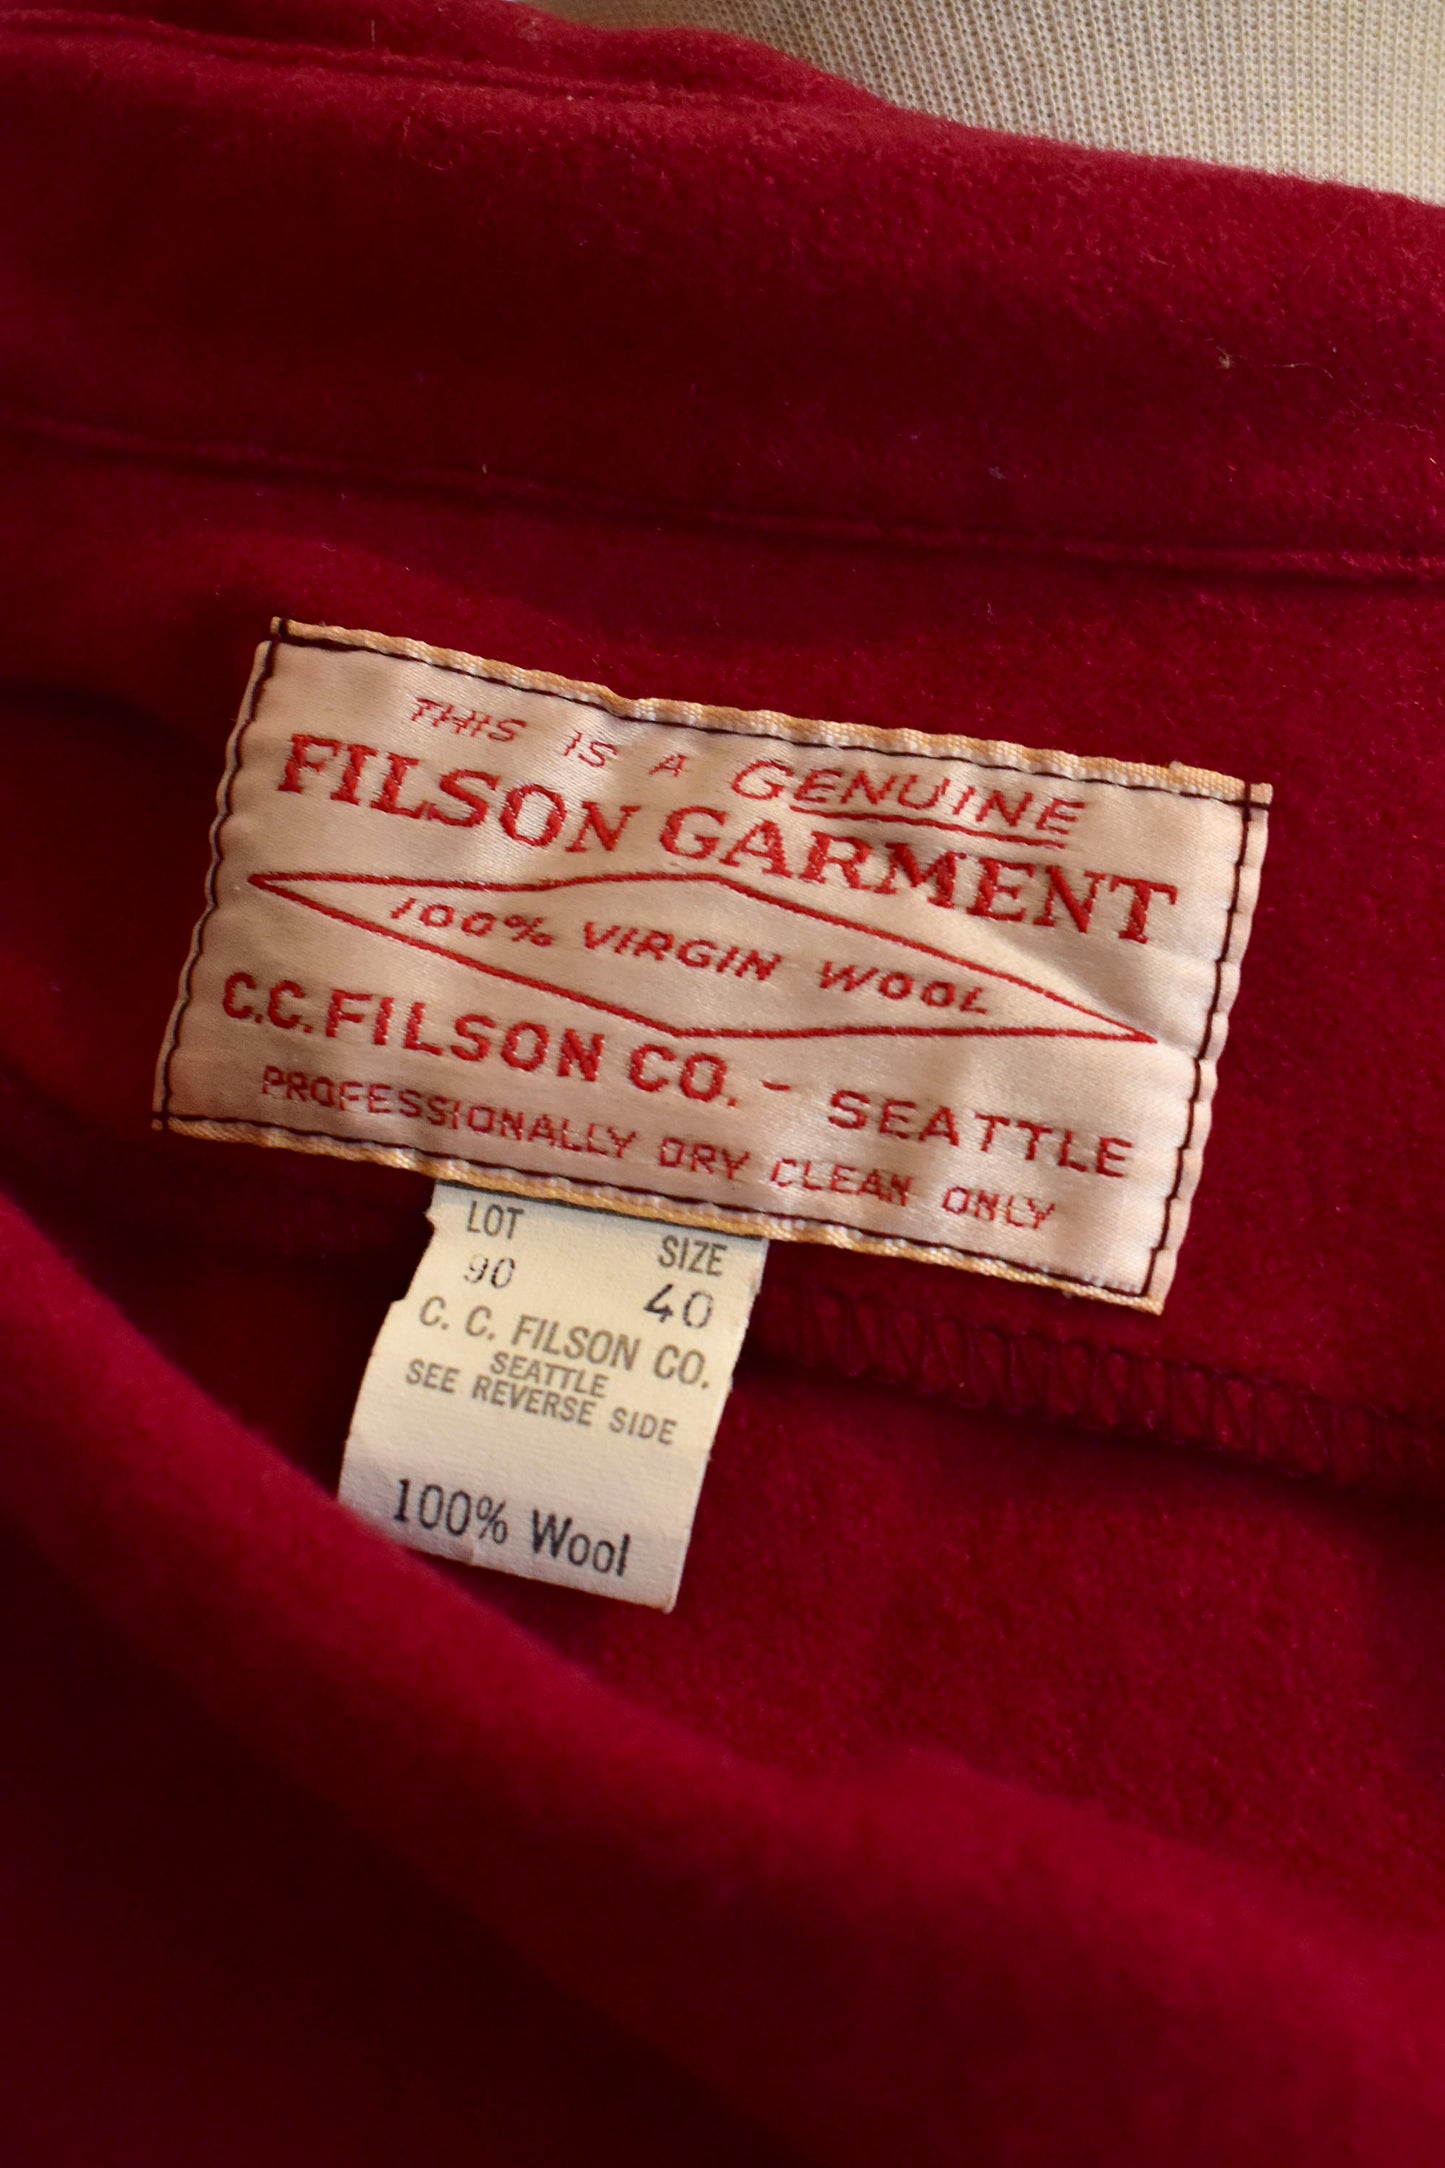 THIS IS A GENUINE
FILSON GARMENT
100% VIRGIN WOOL
C.C. FILSON CO. - SEATTLE
PROFESSIONALLY DRY CLEAN ONLY
LOT SIZE
90 40
C. C. FILSON CO.
SEATTLE
SEE REVERSE SIDE
100% Wool